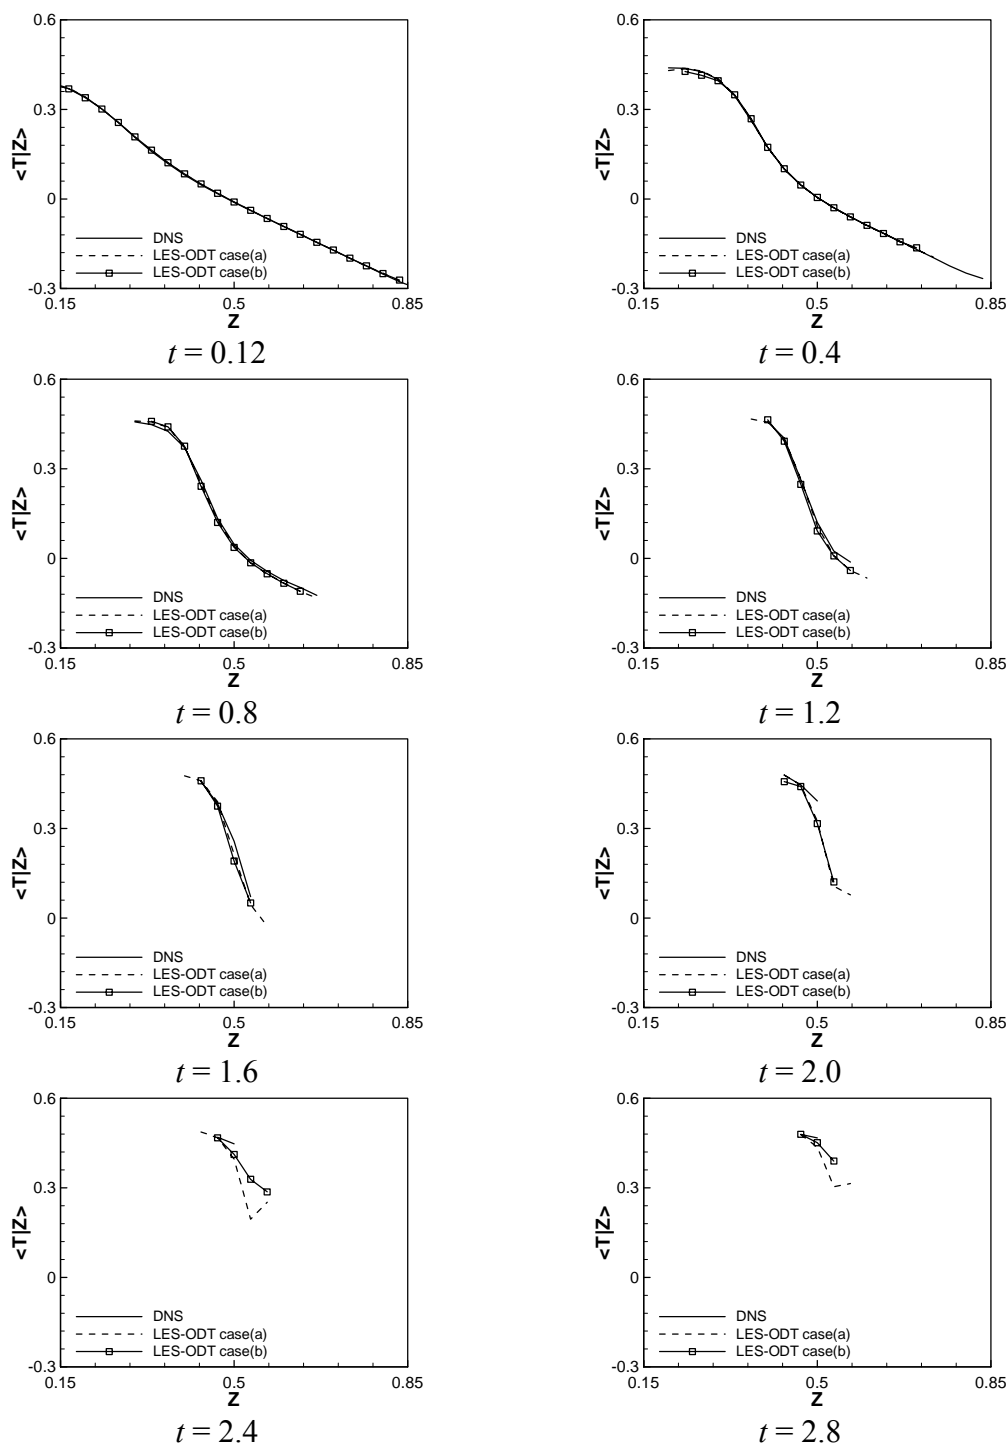 0.6
0.3
0
-0.3
<T|Z>
DNS
LES-ODT case(a)
LES-ODT case(b)
0.15
0.5
0.85
Z
t = 0.12
0.6
0.3
0
-0.3
<T|Z>
DNS
LES-ODT case(a)
LES-ODT case(b)
0.15
0.5
0.85
Z
t = 0.4
0.6
0.3
0
-0.3
<T|Z>
DNS
LES-ODT case(a)
LES-ODT case(b)
0.15
0.5
0.85
Z
t = 0.8
0.6
0.3
0
-0.3
<T|Z>
DNS
LES-ODT case(a)
LES-ODT case(b)
0.15
0.5
0.85
Z
t = 1.2
0.6
0.3
0
-0.3
<T|Z>
DNS
LES-ODT case(a)
LES-ODT case(b)
0.15
0.5
0.85
Z
t = 1.6
0.6
0.3
0
-0.3
<T|Z>
DNS
LES-ODT case(a)
LES-ODT case(b)
0.15
0.5
0.85
Z
t = 2.0
0.6
0.3
0
-0.3
<T|Z>
DNS
LES-ODT case(a)
LES-ODT case(b)
0.15
0.5
0.85
Z
t = 2.4
0.6
0.3
0
-0.3
<T|Z>
DNS
LES-ODT case(a)
LES-ODT case(b)
0.15
0.5
0.85
Z
t = 2.8